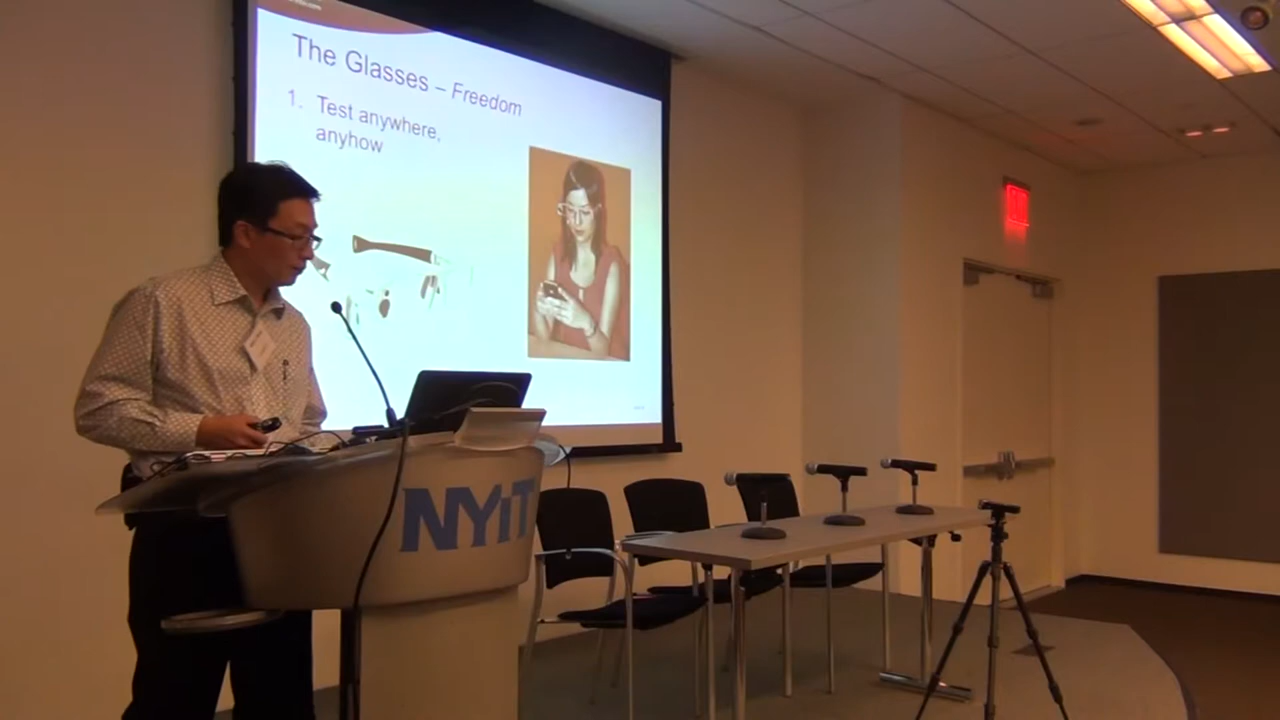 The Glasses – Freedom
1. Test anywhere,
anyhow
NYiT